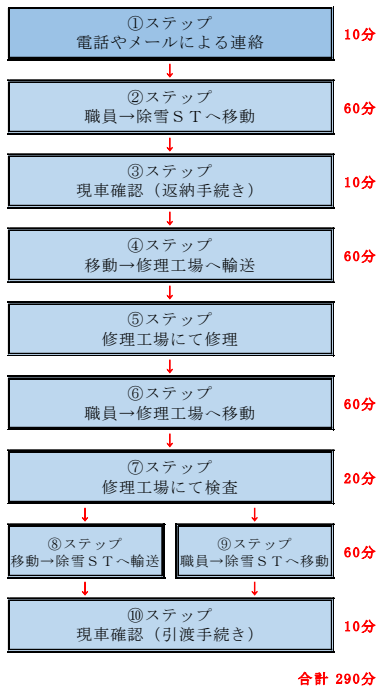 ①ステップ
電話やメールによる連絡
10分
↓
②ステップ
職員→除雪ＳＴへ移動
60分
↓
③ステップ
現車確認（返納手続き）
10分
↓
④ステップ
移動→修理工場へ輸送
60分
↓
⑤ステップ
修理工場にて修理
↓
⑥ステップ
職員→修理工場へ移動
60分
↓
⑦ステップ
修理工場にて検査
20分
↓ ↓
⑧ステップ
移動→除雪ＳＴへ輸送
⑨ステップ
職員→除雪ＳＴへ移動
60分
↓ ↓
⑩ステップ
現車確認（引渡手続き）
10分
合計 290分